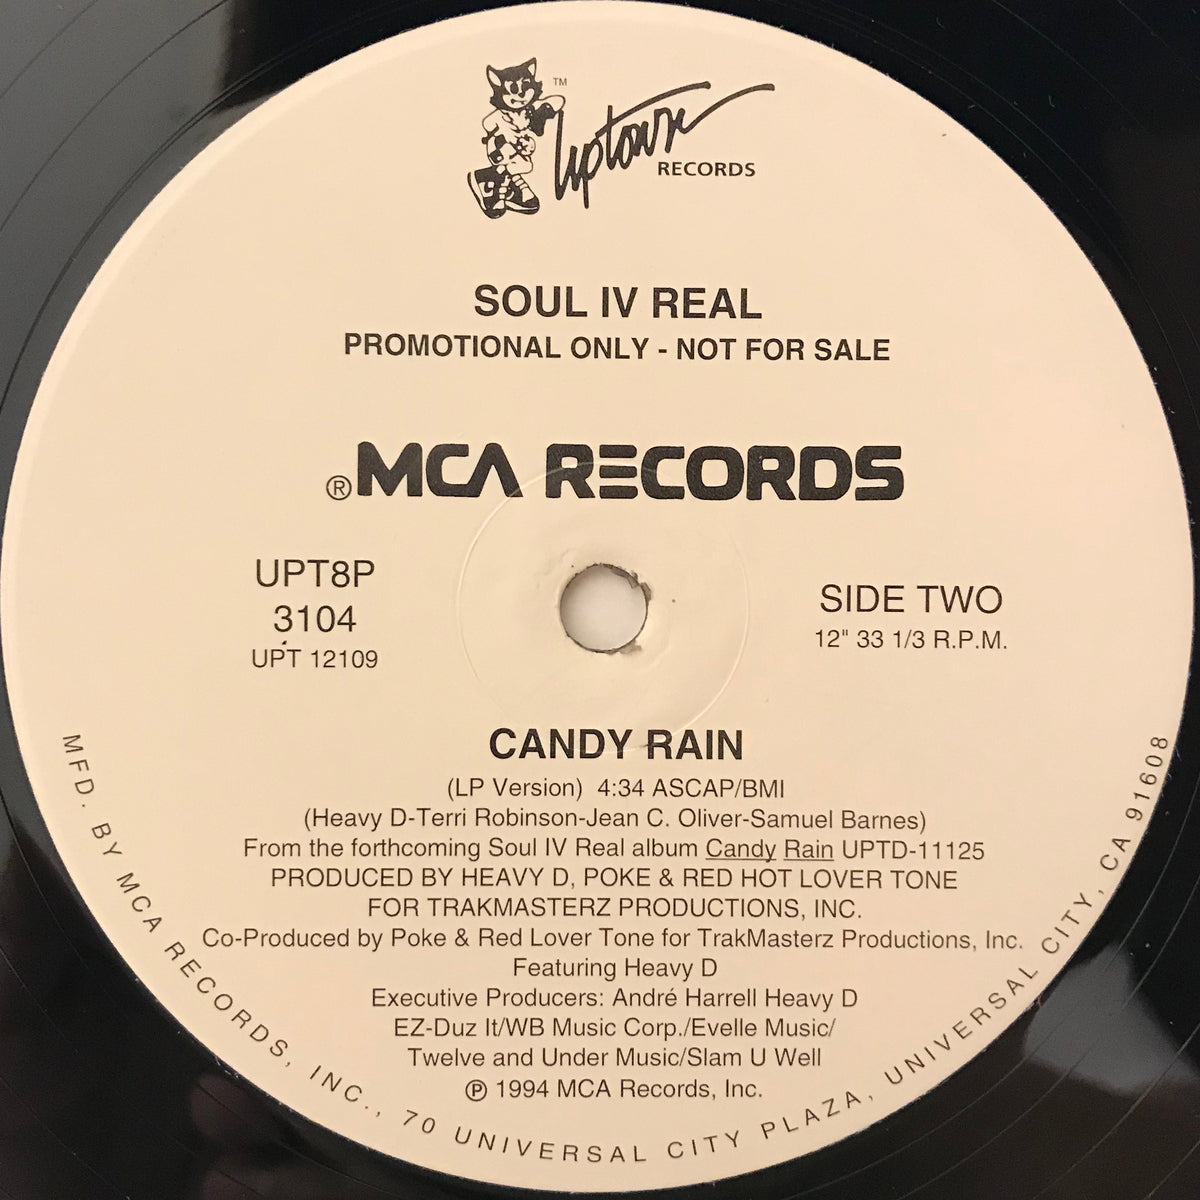 Uptown ™
RECORDS
SOUL IV REAL
PROMOTIONAL ONLY - NOT FOR SALE
®MCA RECORDS
UPT8P
3104
UPT 12109
SIDE TWO
12" 33 1/3 R.P.M.
CANDY RAIN
(LP Version) 4:34 ASCAP/BMI
(Heavy D-Terri Robinson-Jean C. Oliver-Samuel Barnes)
From the forthcoming Soul IV Real album Candy Rain UPTD-11125
PRODUCED BY HEAVY D, POKE & RED HOT LOVER TONE
FOR TRAKMASTERZ PRODUCTIONS, INC.
Co-Produced by Poke & Red Lover Tone for TrakMasterz Productions, Inc.
Featuring Heavy D
Executive Producers: André Harrell Heavy D
EZ-Duz It/WB Music Corp./Evelle Music/
Twelve and Under Music/Slam U Well
℗ 1994 MCA Records, Inc.
MFD. BY MCA RECORDS, INC., 70 UNIVERSAL CITY PLAZA, UNIVERSAL CITY, CA 91608